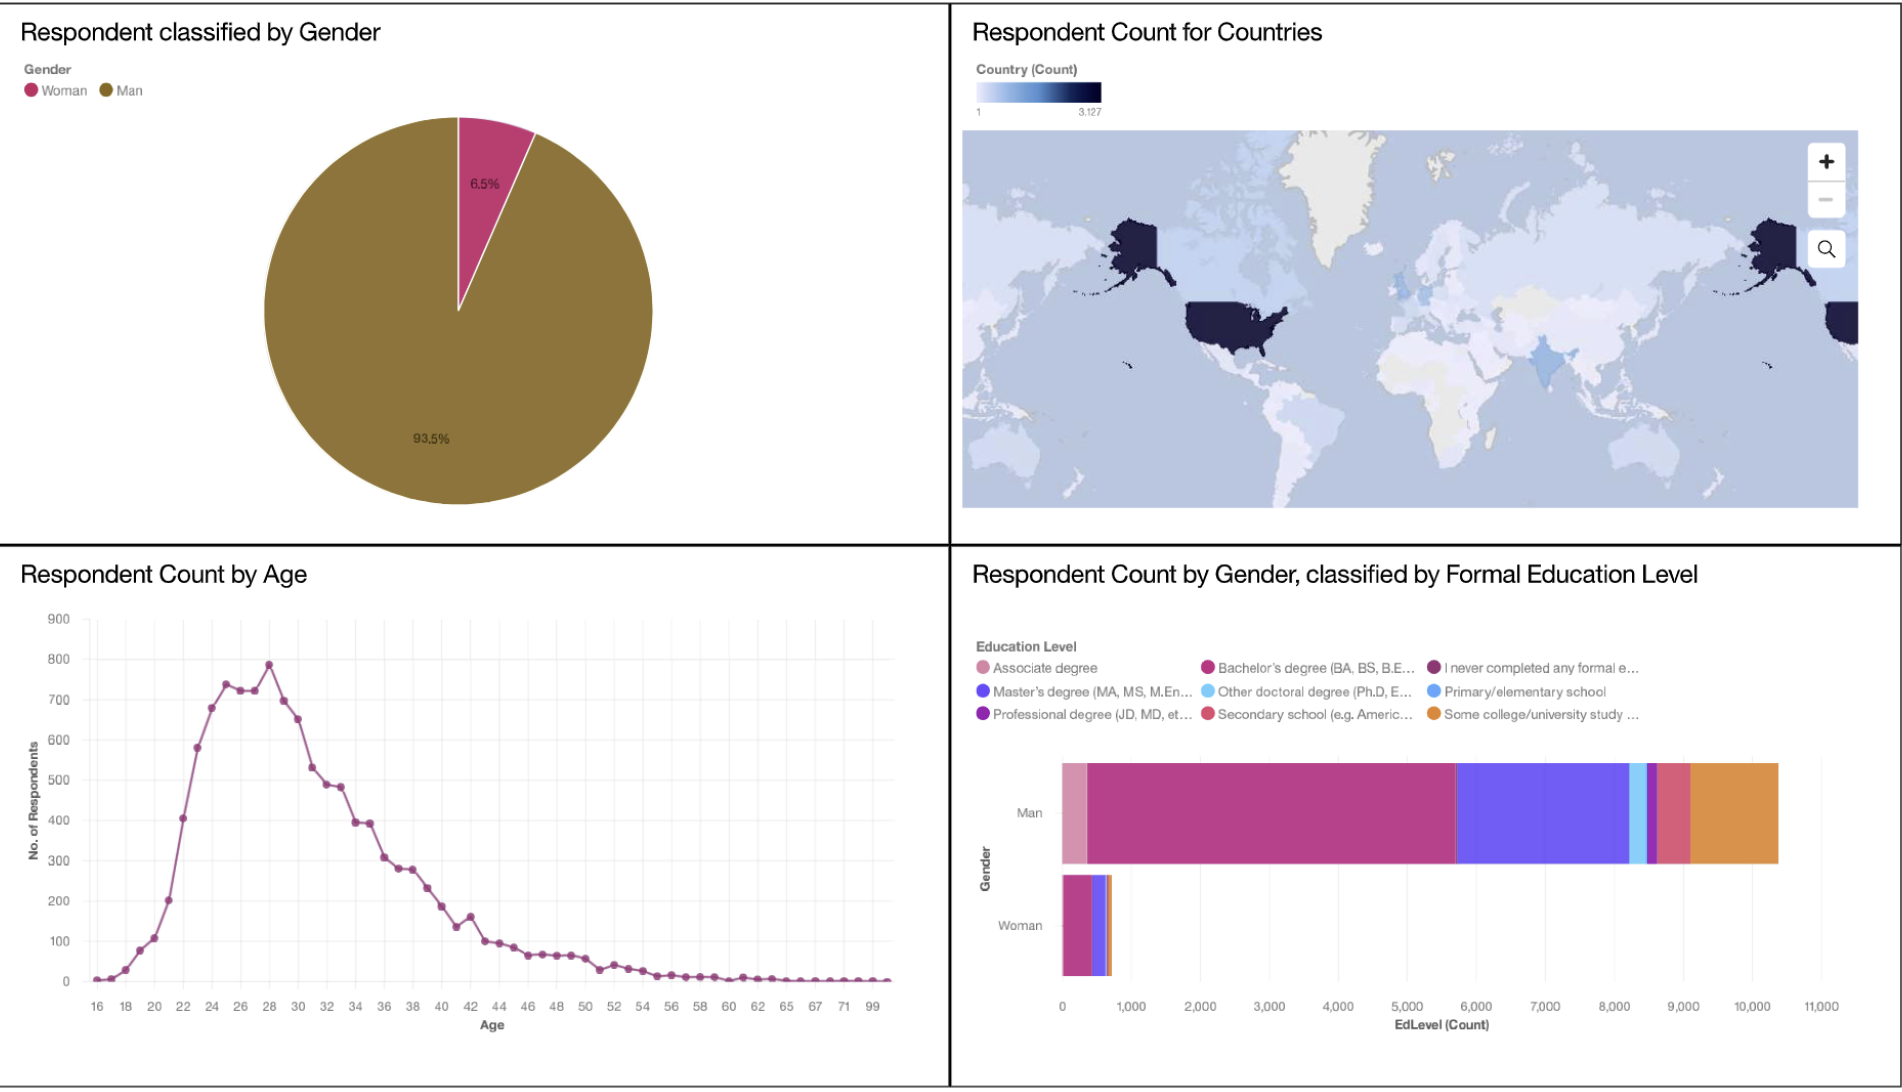 Respondent classified by Gender
Gender
Woman Man
6.5%
93.5%
Respondent Count for Countries
Country (Count)
1 3,127
+
−
Respondent Count by Age
900
800
700
600
500
400
300
200
100
0
No. of Respondents
16 18 20 22 24 26 28 30 32 34 36 38 40 42 44 46 48 50 52 54 56 58 60 62 65 67 71 99
Age
Respondent Count by Gender, classified by Formal Education Level
Education Level
Associate degree Bachelor's degree (BA, BS, B.E... I never completed any formal e...
Master's degree (MA, MS, M.En... Other doctoral degree (Ph.D, E... Primary/elementary school
Professional degree (JD, MD, et... Secondary school (e.g. Americ... Some college/university study ...
Gender
Man
Woman
0 1,000 2,000 3,000 4,000 5,000 6,000 7,000 8,000 9,000 10,000 11,000
EdLevel (Count)